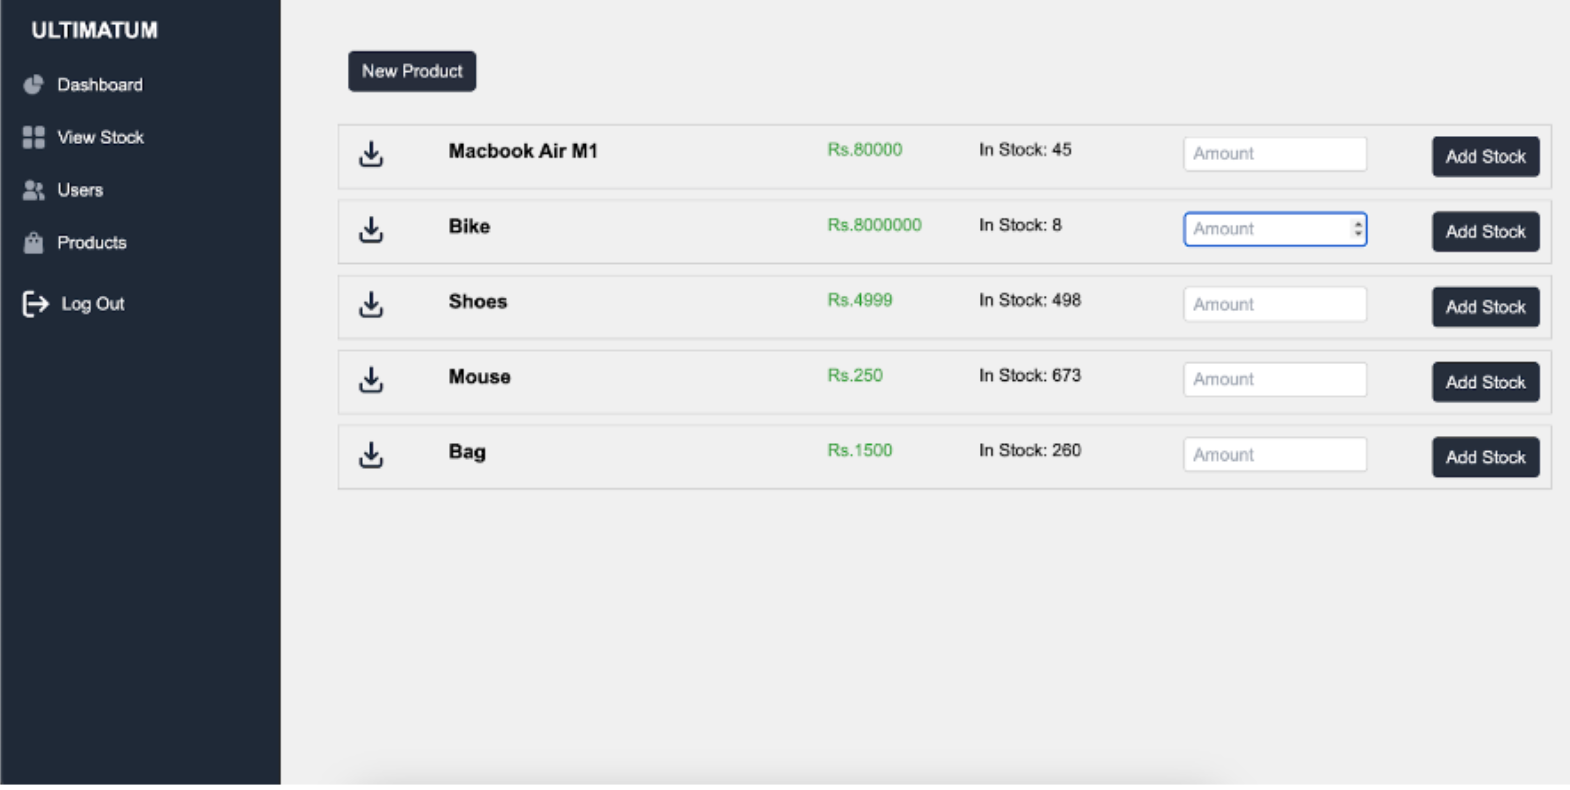 ULTIMATUM
Dashboard
View Stock
Users
Products
Log Out
New Product
Macbook Air M1 Rs.80000 In Stock: 45 Amount Add Stock
Bike Rs.8000000 In Stock: 8 Amount Add Stock
Shoes Rs.4999 In Stock: 498 Amount Add Stock
Mouse Rs.250 In Stock: 673 Amount Add Stock
Bag Rs.1500 In Stock: 260 Amount Add Stock